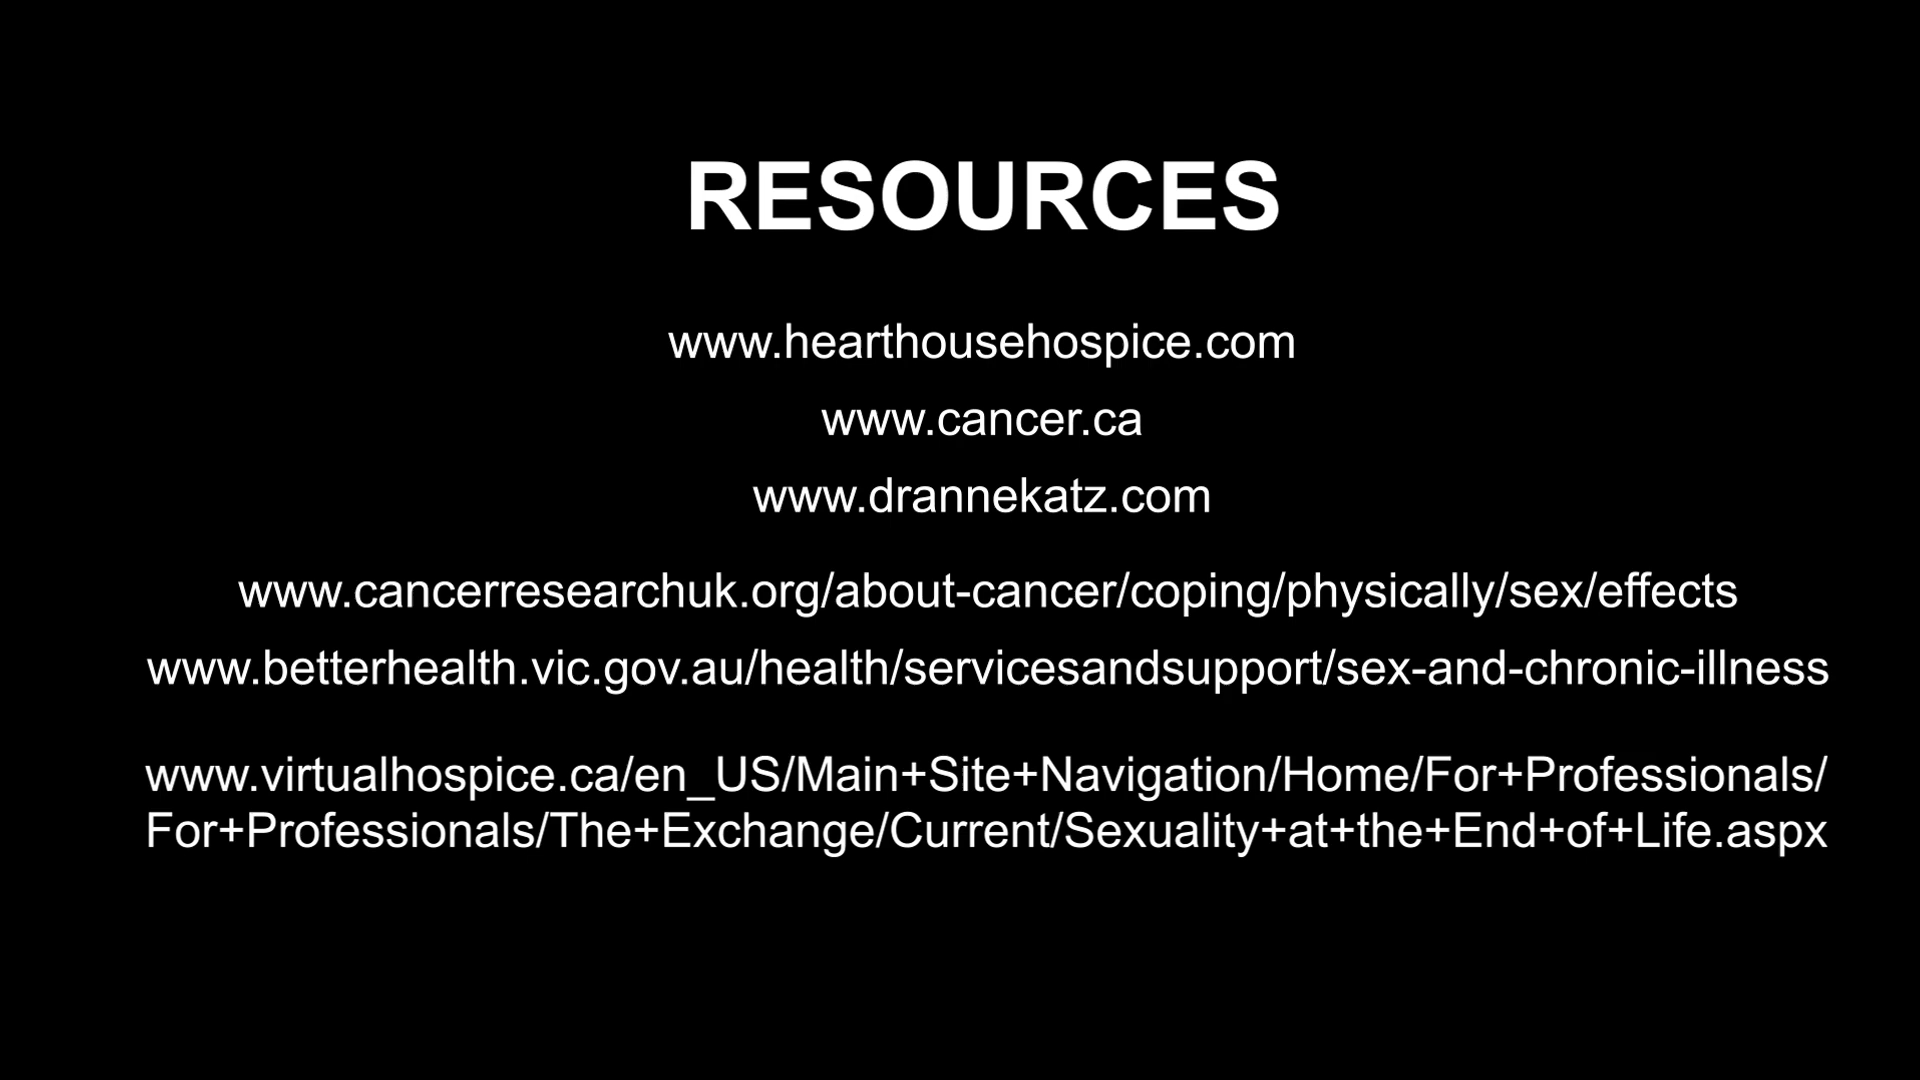 RESOURCES
www.hearthousehospice.com
www.cancer.ca
www.drannekatz.com
www.cancerresearchuk.org/about-cancer/coping/physically/sex/effects
www.betterhealth.vic.gov.au/health/servicesandsupport/sex-and-chronic-illness
www.virtualhospice.ca/en_US/Main+Site+Navigation/Home/For+Professionals/
For+Professionals/The+Exchange/Current/Sexuality+at+the+End+of+Life.aspx